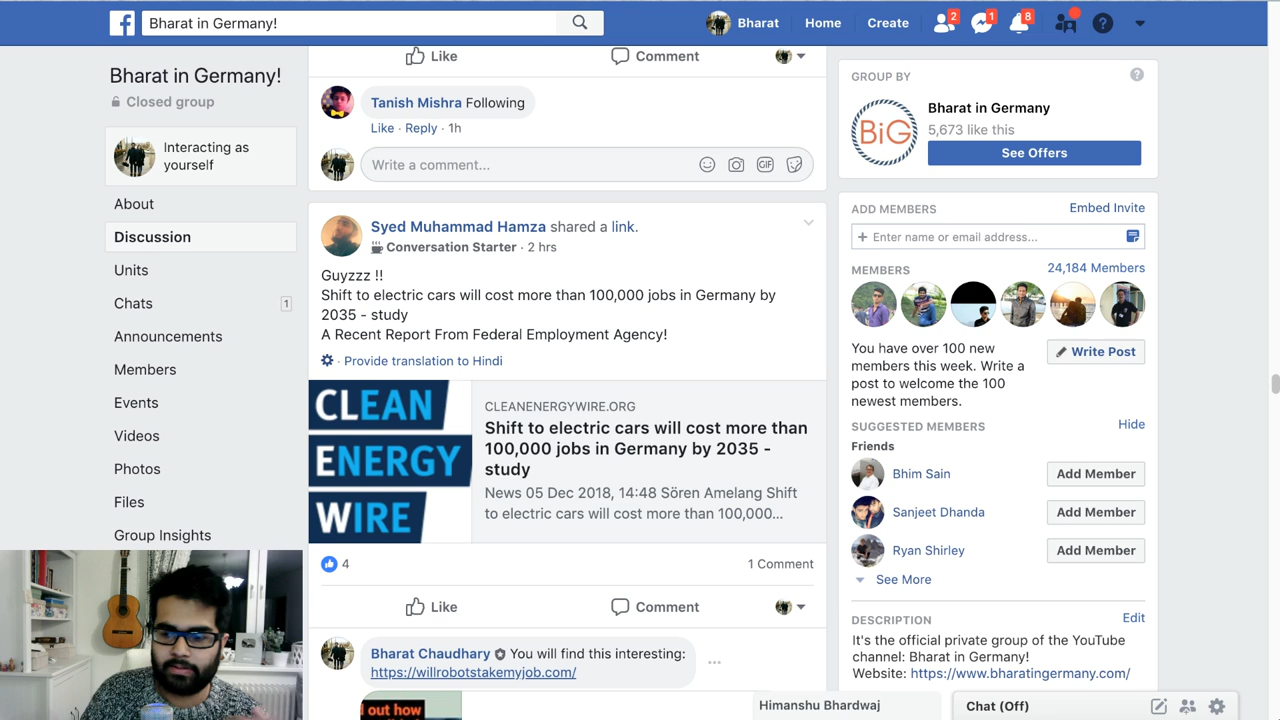 Bharat in Germany!
Bharat
Home
Create
2
1
8
?
Bharat in Germany!
Closed group
Interacting as
yourself
About
Discussion
Units
Chats
1
Announcements
Members
Events
Videos
Photos
Files
Group Insights
Like
Comment
Tanish Mishra Following
Like · Reply · 1h
Write a comment...
GIF
Syed Muhammad Hamza shared a link.
Conversation Starter · 2 hrs
Guyzzz !!
Shift to electric cars will cost more than 100,000 jobs in Germany by
2035 - study
A Recent Report From Federal Employment Agency!
· Provide translation to Hindi
CLEAN
ENERGY
WIRE
CLEANENERGYWIRE.ORG
Shift to electric cars will cost more than
100,000 jobs in Germany by 2035 -
study
News 05 Dec 2018, 14:48 Sören Amelang Shift
to electric cars will cost more than 100,000...
4
1 Comment
Like
Comment
Bharat Chaudhary You will find this interesting:
https://willrobotstakemyjob.com/
out how
GROUP BY
?
BiG
Bharat in Germany
5,673 like this
See Offers
ADD MEMBERS
Embed Invite
+ Enter name or email address...
MEMBERS
24,184 Members
You have over 100 new
members this week. Write a
post to welcome the 100
newest members.
Write Post
SUGGESTED MEMBERS
Hide
Friends
Bhim Sain
Add Member
Sanjeet Dhanda
Add Member
Ryan Shirley
Add Member
See More
DESCRIPTION
Edit
It's the official private group of the YouTube
channel: Bharat in Germany!
Website: https://www.bharatingermany.com/
Himanshu Bhardwaj
Chat (Off)